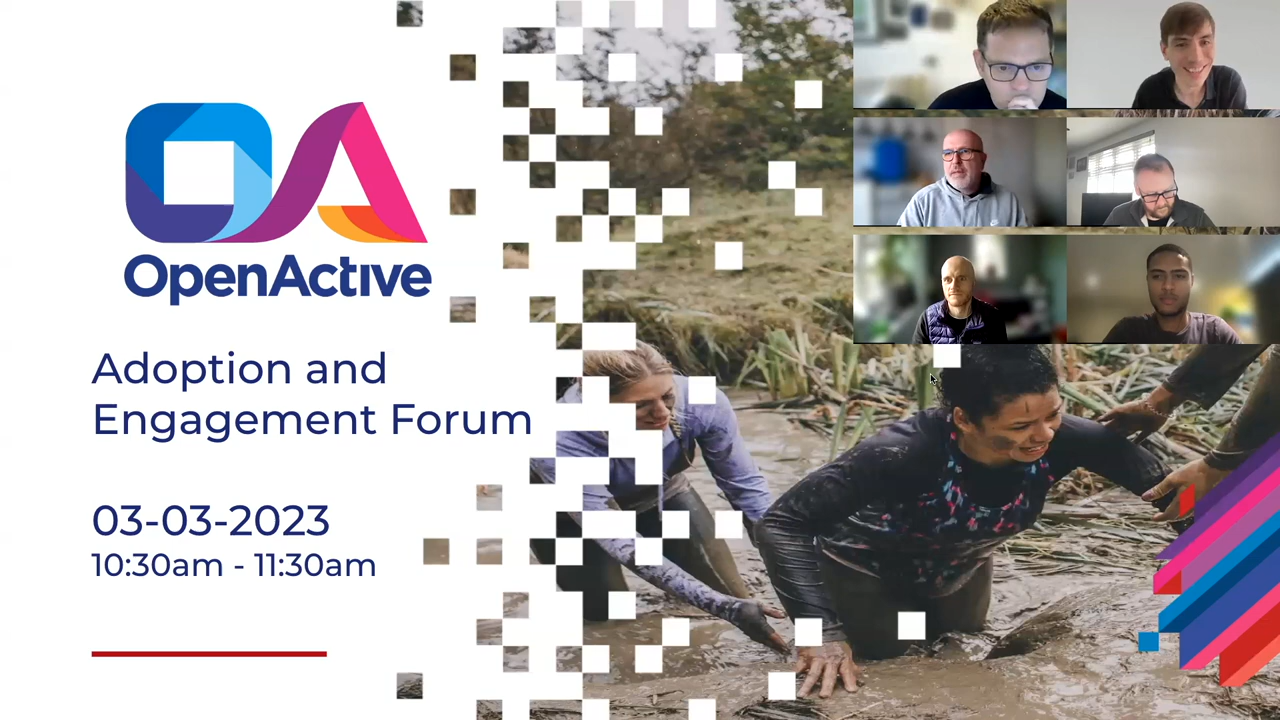 OpenActive
Adoption and
Engagement Forum
03-03-2023
10:30am - 11:30am